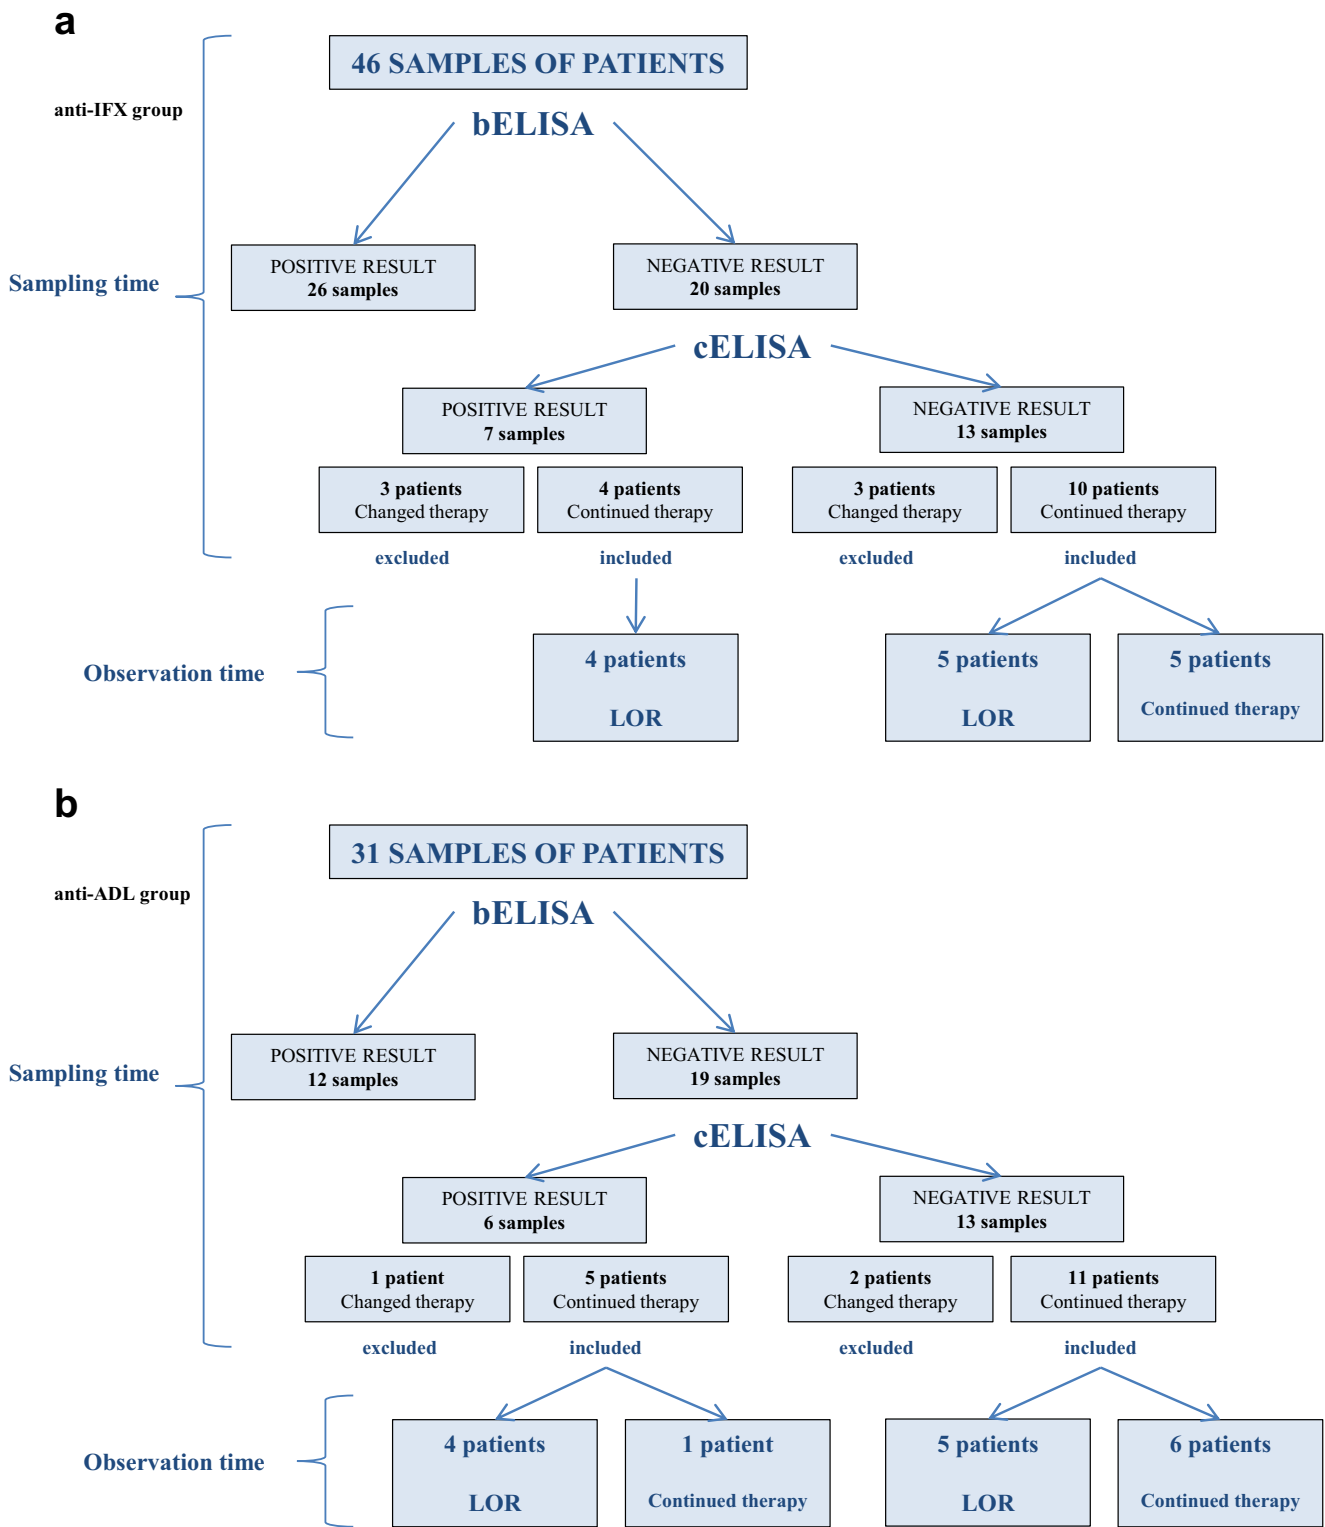 a
46 SAMPLES OF PATIENTS
anti-IFX group
bELISA
POSITIVE RESULT
26 samples
NEGATIVE RESULT
20 samples
Sampling time
cELISA
POSITIVE RESULT
7 samples
NEGATIVE RESULT
13 samples
3 patients
Changed therapy
4 patients
Continued therapy
3 patients
Changed therapy
10 patients
Continued therapy
excluded
included
excluded
included
Observation time
4 patients
LOR
5 patients
LOR
5 patients
Continued therapy
b
31 SAMPLES OF PATIENTS
anti-ADL group
bELISA
POSITIVE RESULT
12 samples
NEGATIVE RESULT
19 samples
Sampling time
cELISA
POSITIVE RESULT
6 samples
NEGATIVE RESULT
13 samples
1 patient
Changed therapy
5 patients
Continued therapy
2 patients
Changed therapy
11 patients
Continued therapy
excluded
included
excluded
included
Observation time
4 patients
LOR
1 patient
Continued therapy
5 patients
LOR
6 patients
Continued therapy